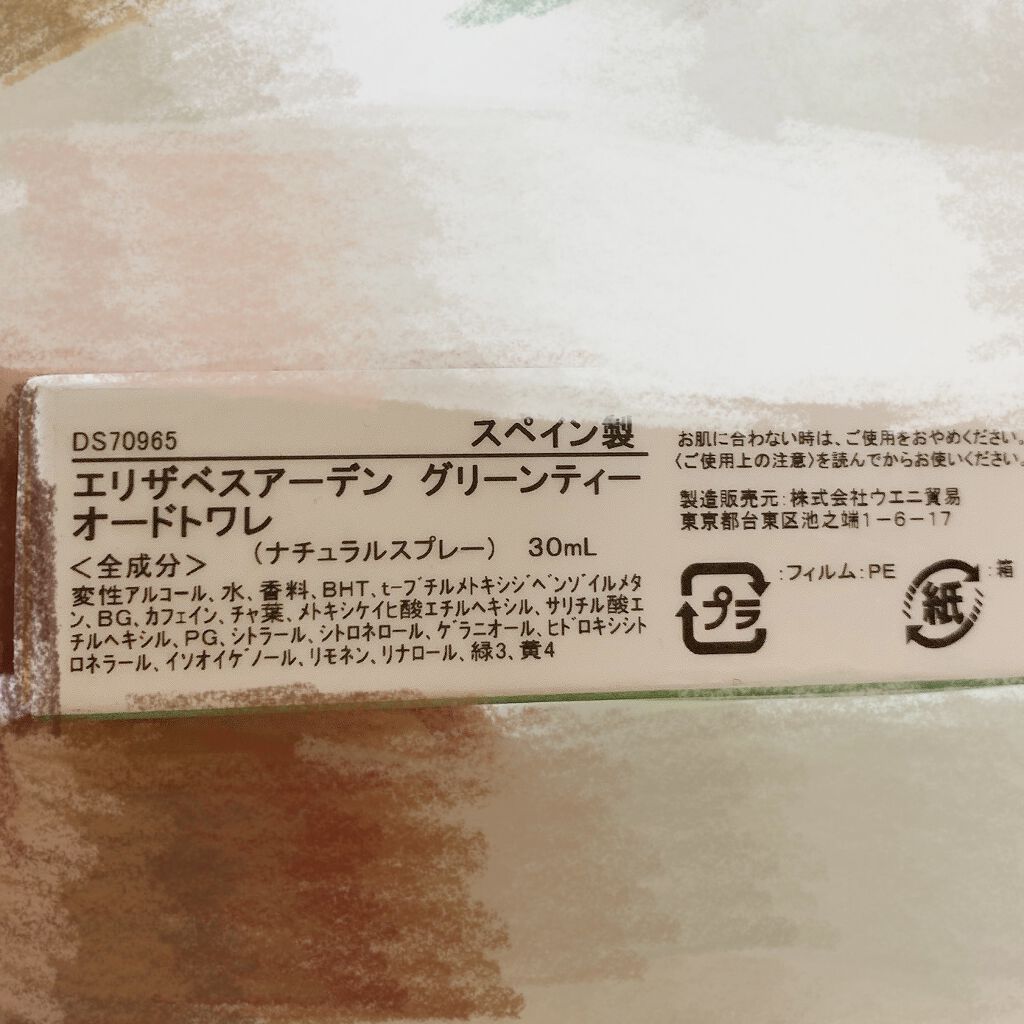 DS70965
スペイン製
エリザベスアーデン グリーンティー
オードトワレ
(ナチュラルスプレー) 30mL
<全成分>
変性アルコール、水、香料、BHT、t-ブチルメトキシジベンゾイルメタ
ン、BG、カフェイン、チャ葉、メトキシケイヒ酸エチルヘキシル、サリチル酸エ
チルヘキシル、PG、シトラール、シトロネロール、ゲラニオール、ヒドロキシシト
ロネラール、イソオイゲノール、リモネン、リナロール、緑3、黄4
お肌に合わない時は、ご使用をおやめください。
〈ご使用上の注意〉を読んでからお使いください。
製造販売元:株式会社ウエニ貿易
東京都台東区池之端1-6-17
プラ
:フィルム:PE
紙
:箱